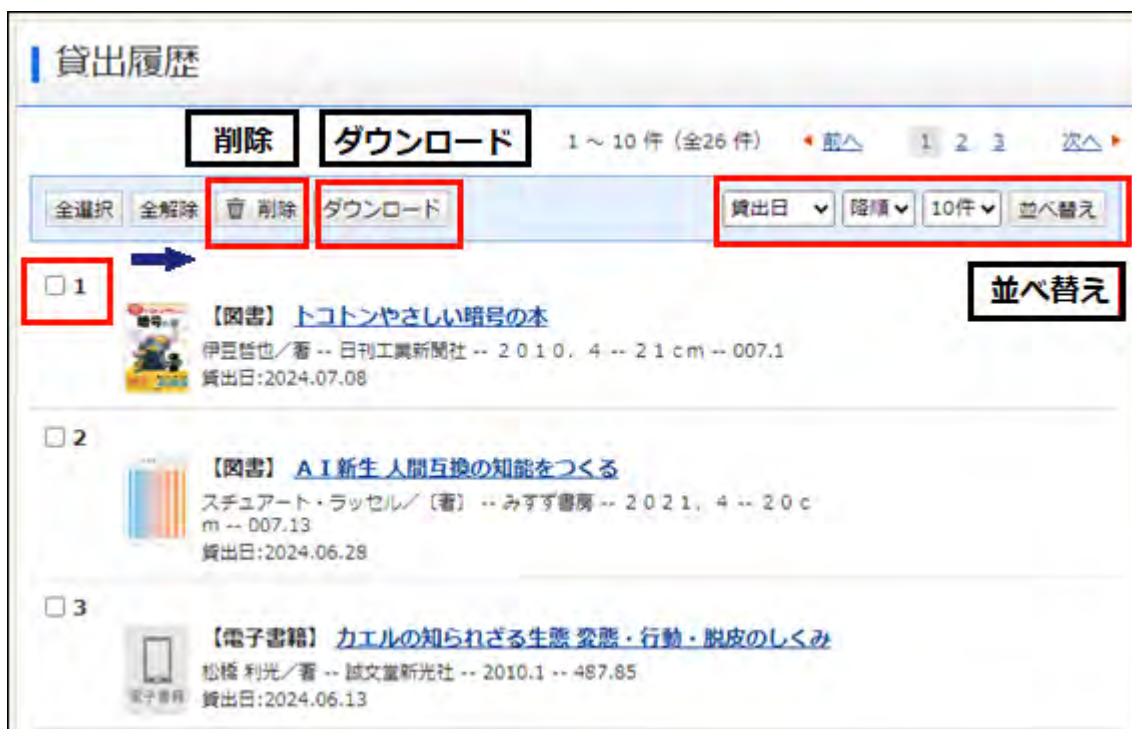 貸出履歴
削除 ダウンロード 1 ～ 10 件（全26 件） 前へ 1 2 3 次へ
全選択 全解除 削除 ダウンロード 貸出日 降順 10件 並べ替え
並べ替え
1
【図書】 トコトンやさしい暗号の本
伊豆哲也／著 -- 日刊工業新聞社 -- ２０１０．４ -- ２１ｃｍ -- 007.1
貸出日:2024.07.08
2
【図書】 ＡＩ新生 人間互換の知能をつくる
スチュアート・ラッセル／〔著〕 -- みすず書房 -- ２０２１．４ -- ２０ｃ
ｍ -- 007.13
貸出日:2024.06.28
3
【電子書籍】 カエルの知られざる生態 変態・行動・脱皮のしくみ
松橋 利光／著 -- 誠文堂新光社 -- 2010.1 -- 487.85
電子書籍 貸出日:2024.06.13